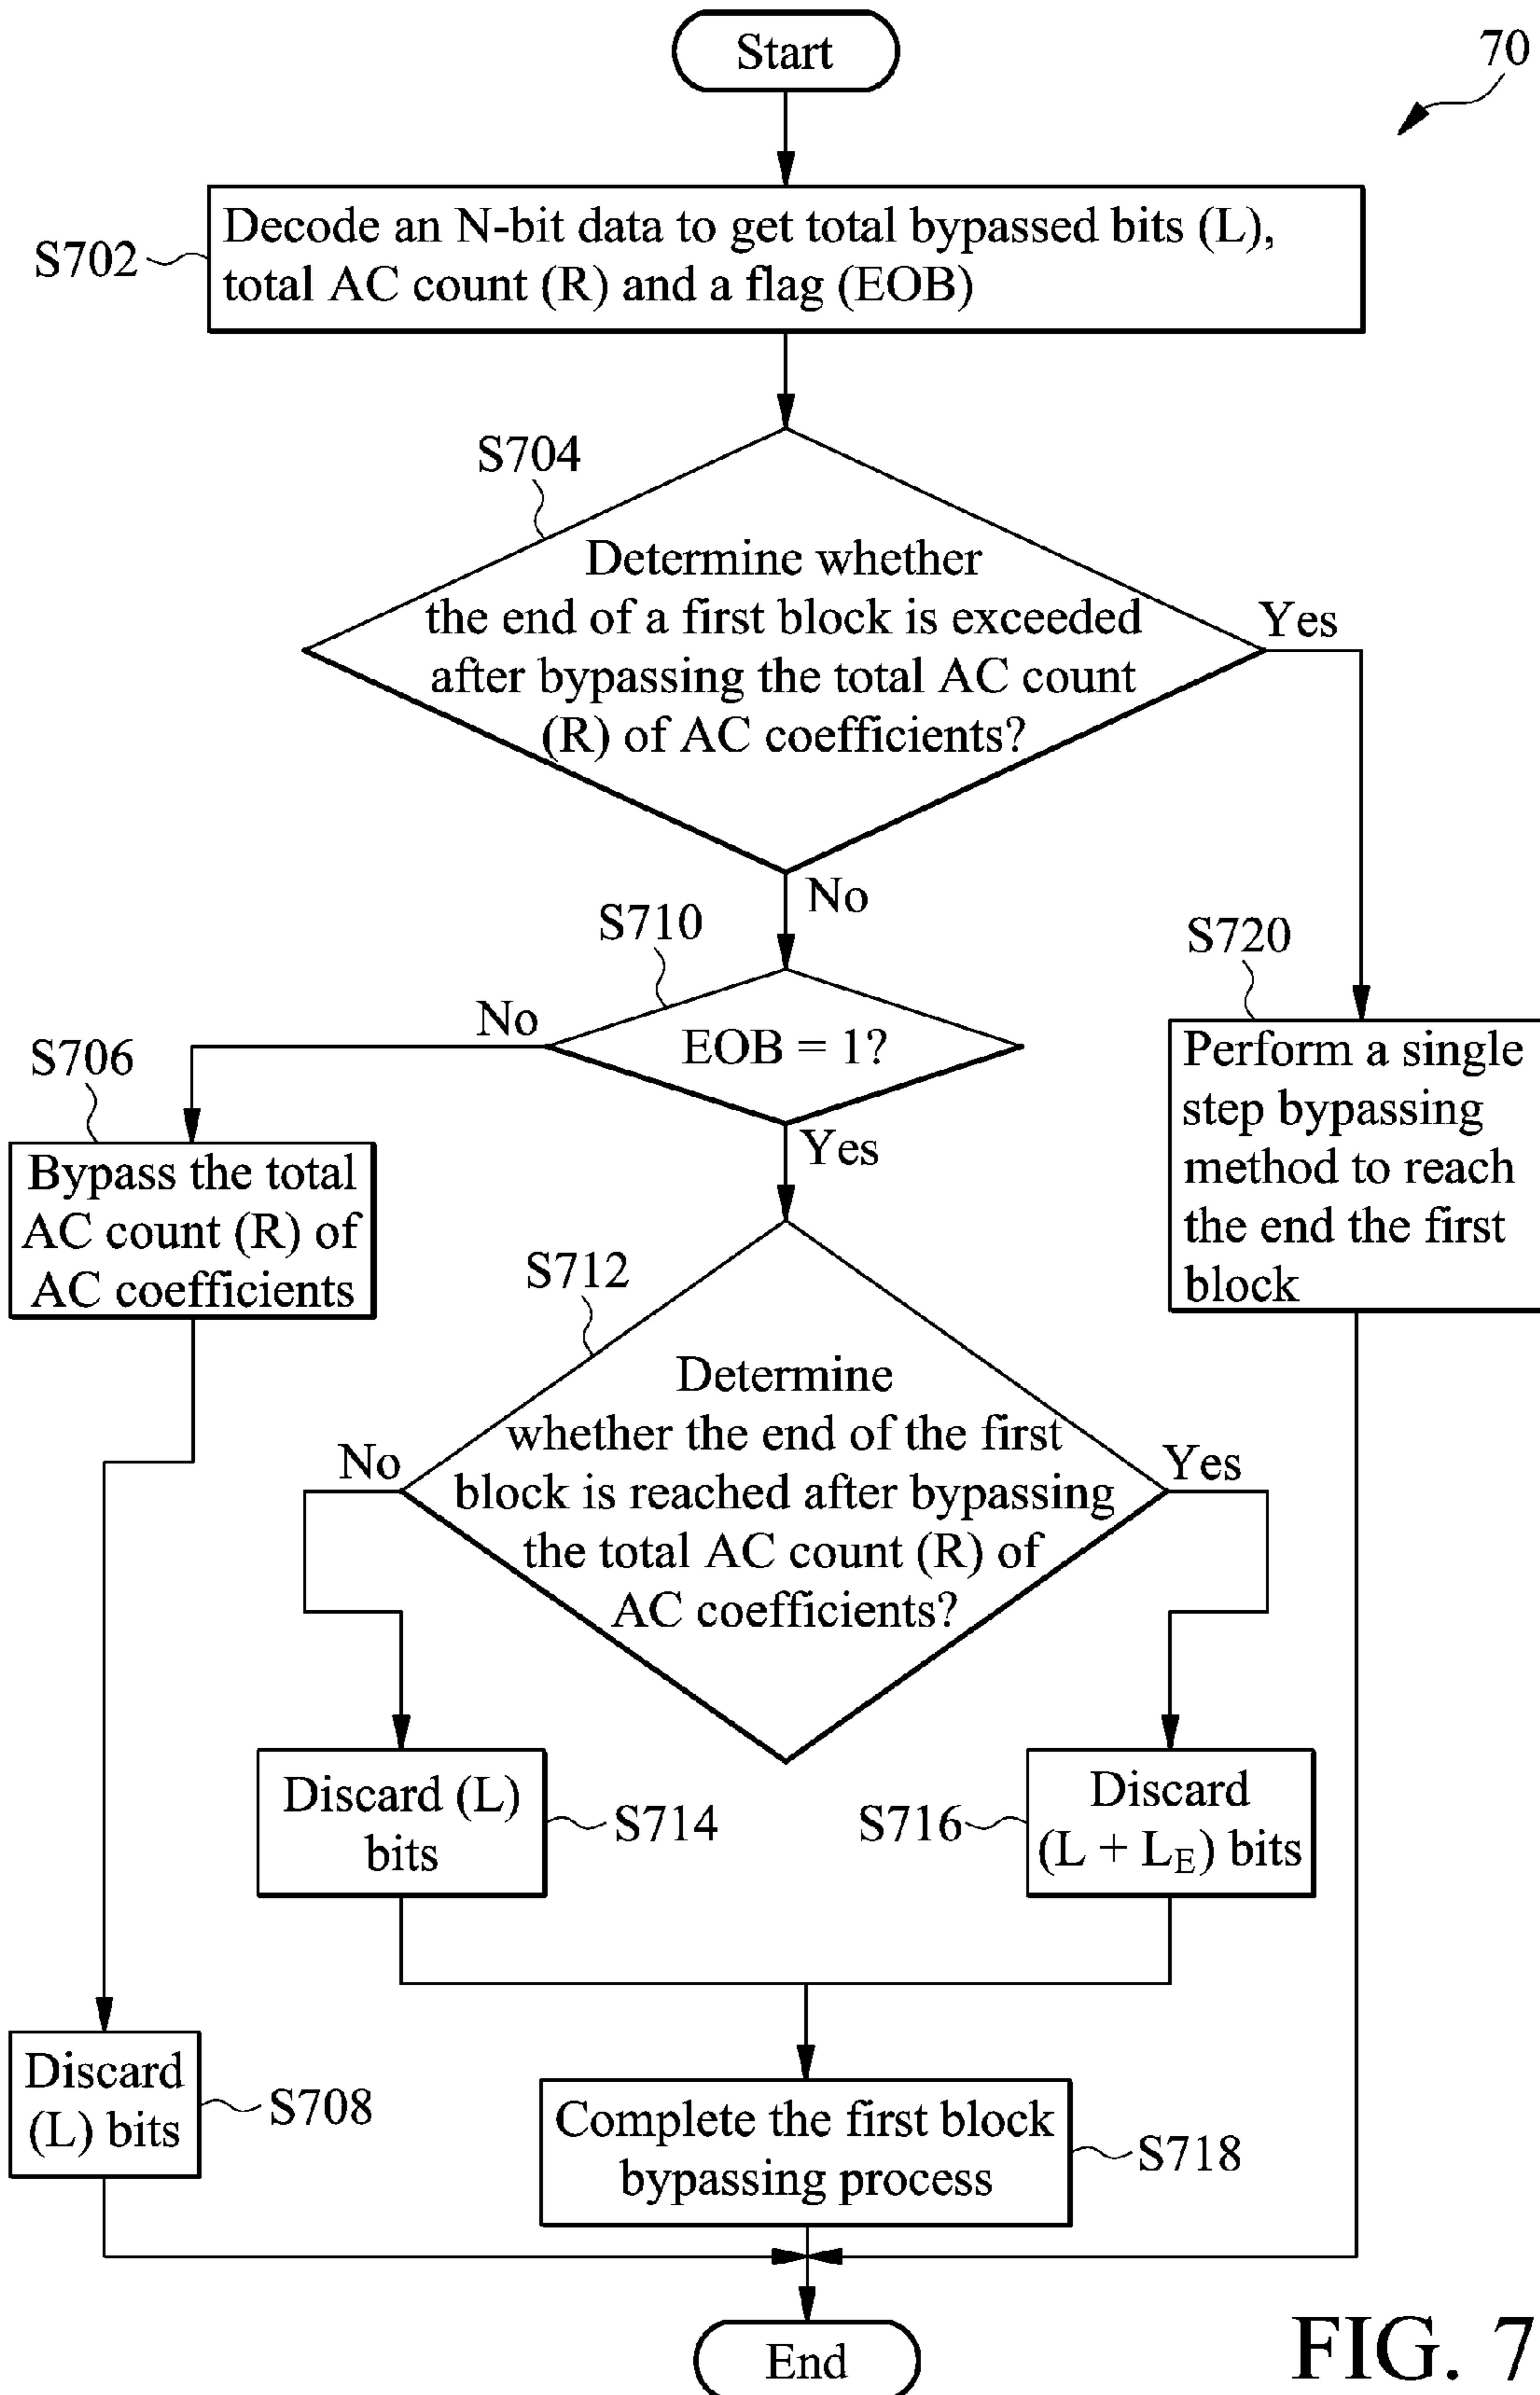 Start
70
S702
Decode an N-bit data to get total bypassed bits (L),
total AC count (R) and a flag (EOB)
S704
Determine whether
the end of a first block is exceeded
after bypassing the total AC count
(R) of AC coefficients?
Yes
No
S710
EOB = 1?
No
Yes
S706
Bypass the total
AC count (R) of
AC coefficients
S720
Perform a single
step bypassing
method to reach
the end the first
block
S712
Determine
whether the end of the first
block is reached after bypassing
the total AC count (R) of
AC coefficients?
No
Yes
Discard (L)
bits
S714
S716
Discard
(L + LE) bits
Discard
(L) bits
S708
Complete the first block
bypassing process
S718
End
FIG. 7